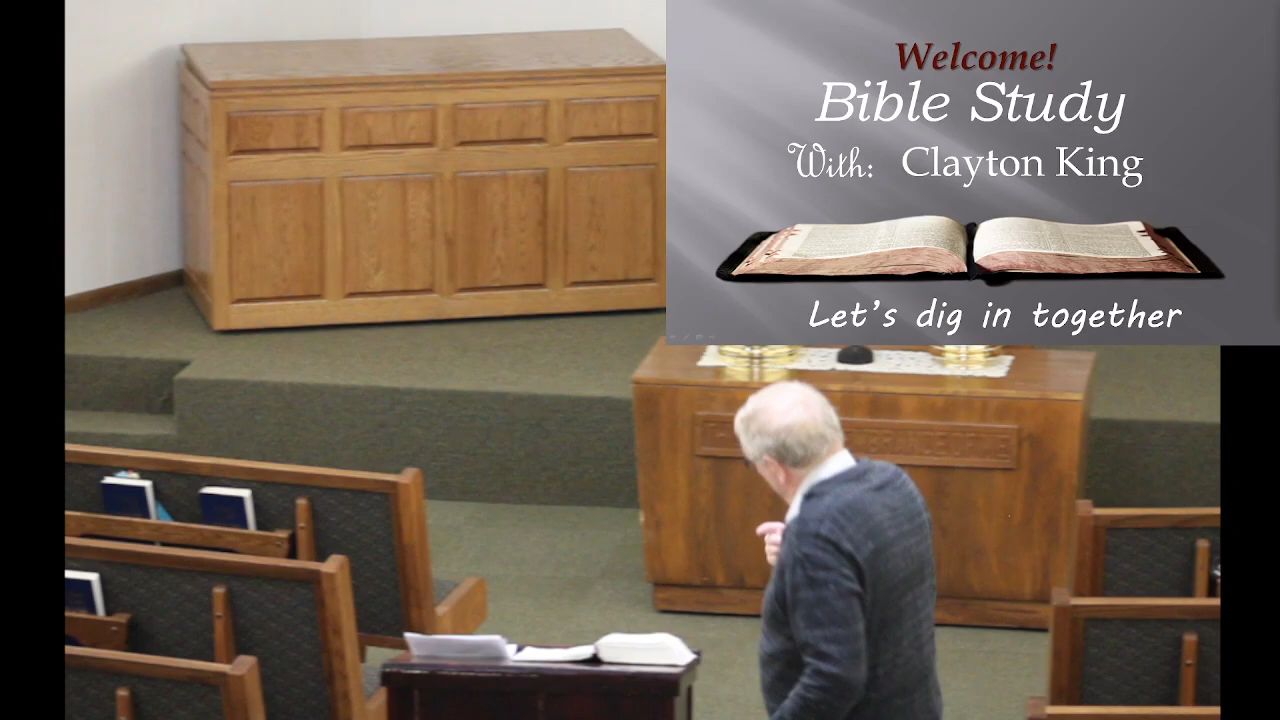 Welcome!
Bible Study
With: Clayton King
Let's dig in together